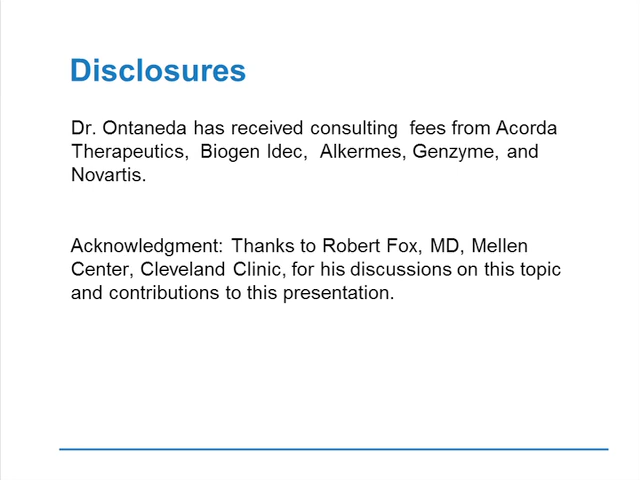 Disclosures
Dr. Ontaneda has received consulting  fees from Acorda
Therapeutics,  Biogen Idec,  Alkermes, Genzyme, and
Novartis.
Acknowledgment: Thanks to Robert Fox, MD, Mellen
Center, Cleveland Clinic, for his discussions on this topic
and contributions to this presentation.